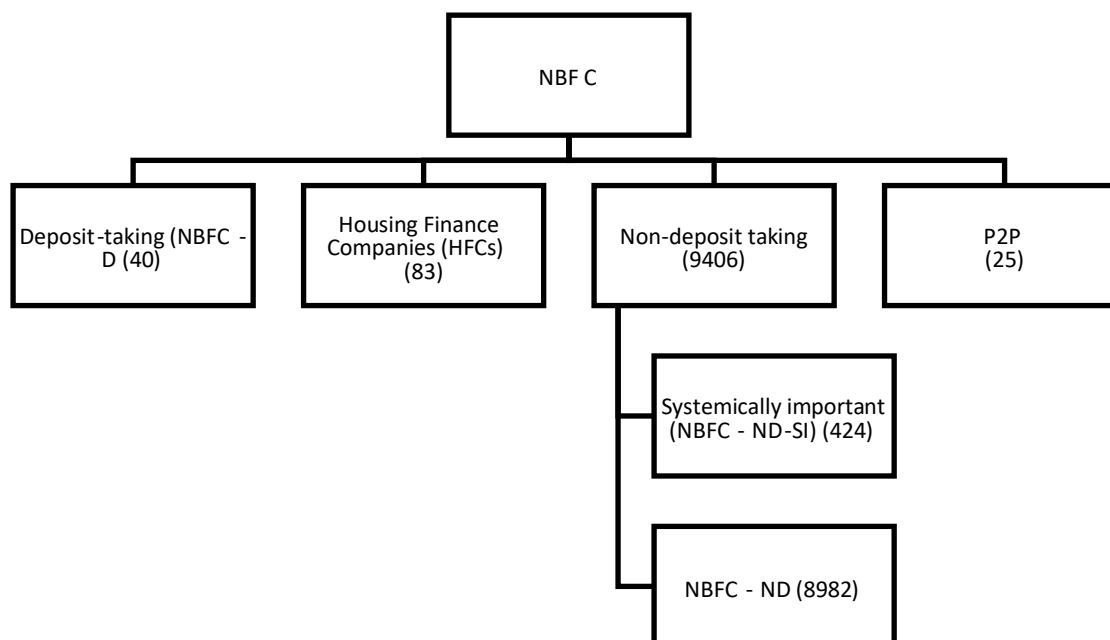 NBF C
Deposit-taking (NBFC -
D (40)
Housing Finance
Companies (HFCs)
(83)
Non-deposit taking
(9406)
P2P
(25)
Systemically important
(NBFC - ND-SI) (424)
NBFC - ND (8982)